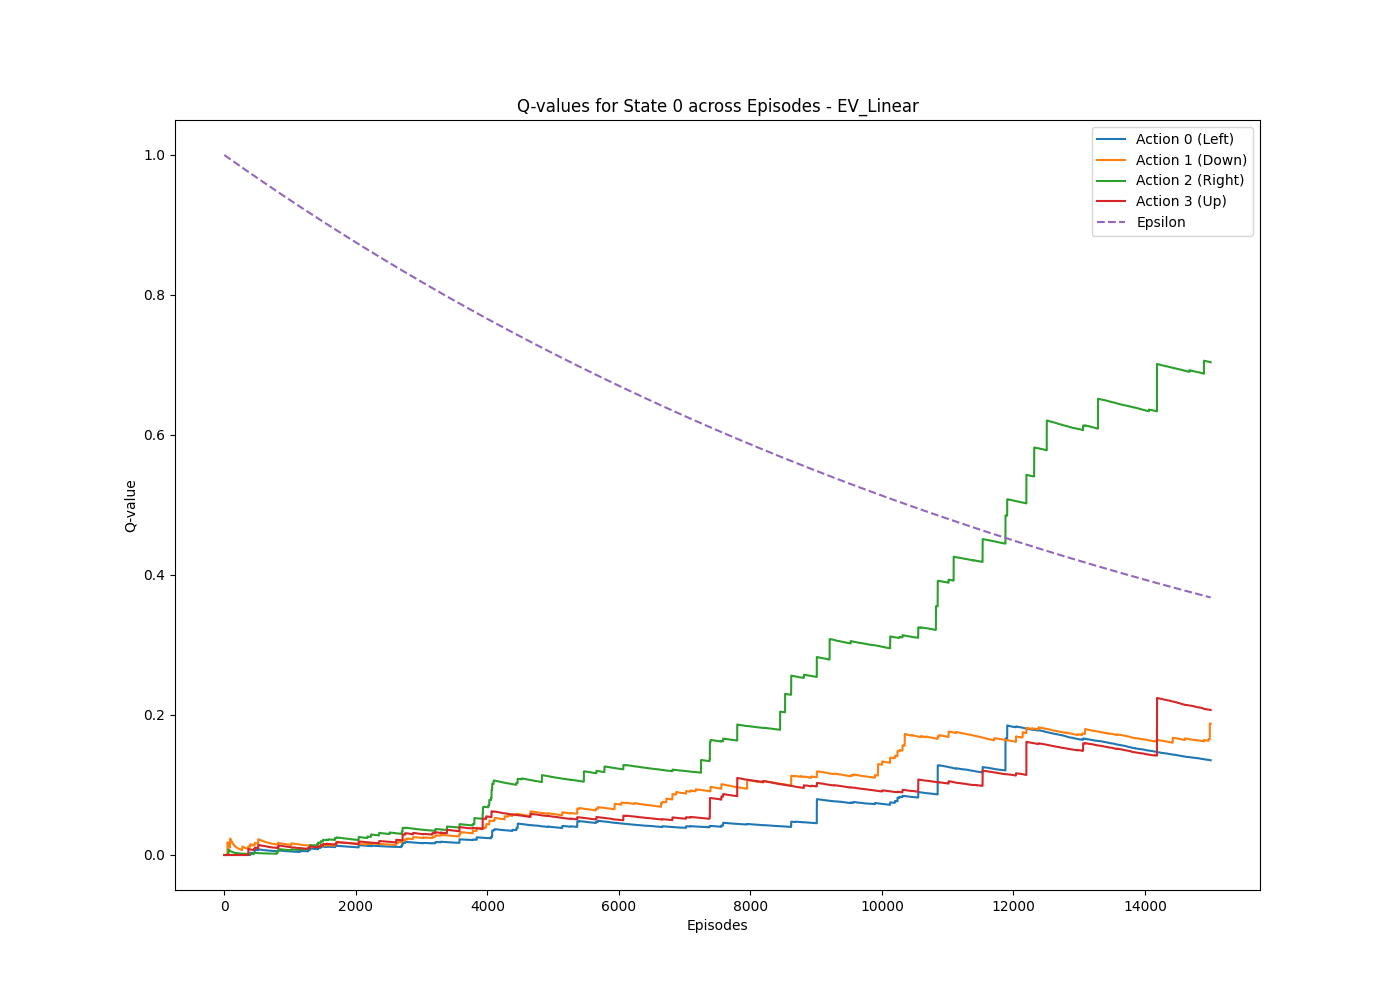 Q-values for State 0 across Episodes - EV_Linear
Action 0 (Left)
Action 1 (Down)
Action 2 (Right)
Action 3 (Up)
Epsilon
Q-value
1.0
0.8
0.6
0.4
0.2
0.0
0 2000 4000 6000 8000 10000 12000 14000
Episodes